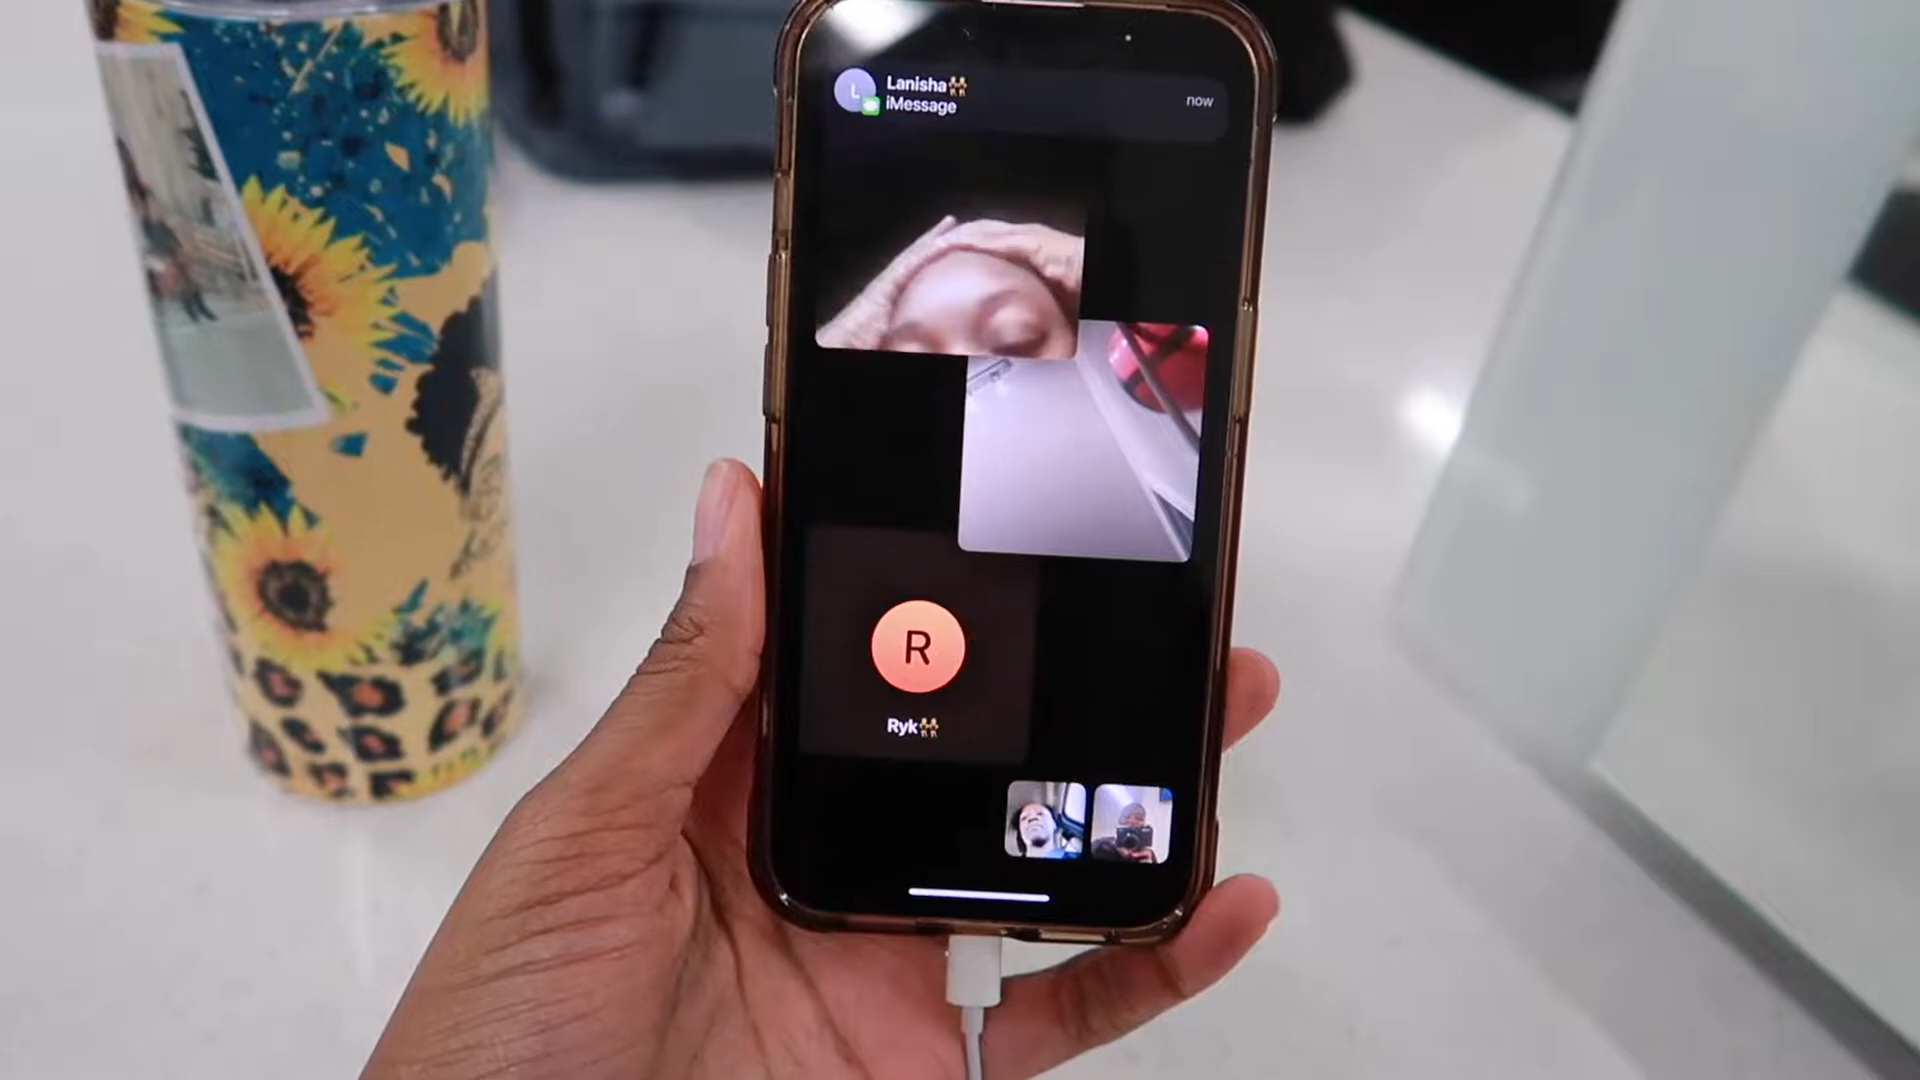 L
Lanisha👯
iMessage
now
R
Ryk👯